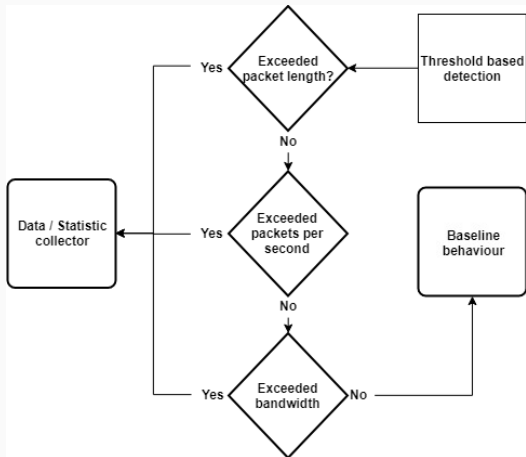 Exceeded
packet length?
Threshold based
detection
Yes
No
Data / Statistic
collector
Yes
Exceeded
packets per
second
Baseline
behaviour
No
Yes
Exceeded
bandwidth
No